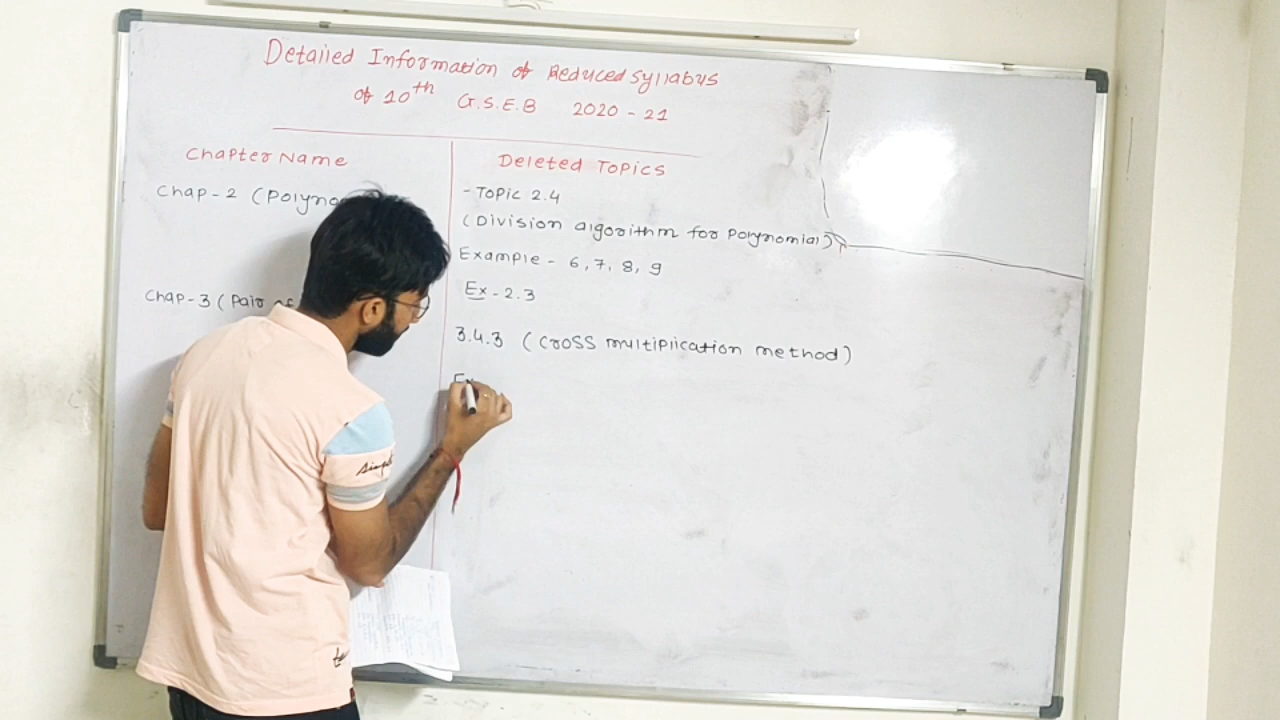 Detailed Information of Reduced Syllabus
of 10th G.S.E.B 2020 - 21
Chapter Name
Deleted Topics
Chap - 2 (Polyno
- Topic 2.4
(Division algorithm for Polynomial)
Example - 6, 7, 8, 9
Ex - 2.3
Chap - 3 (Pair of
3.4.3 (Cross multiplication method)